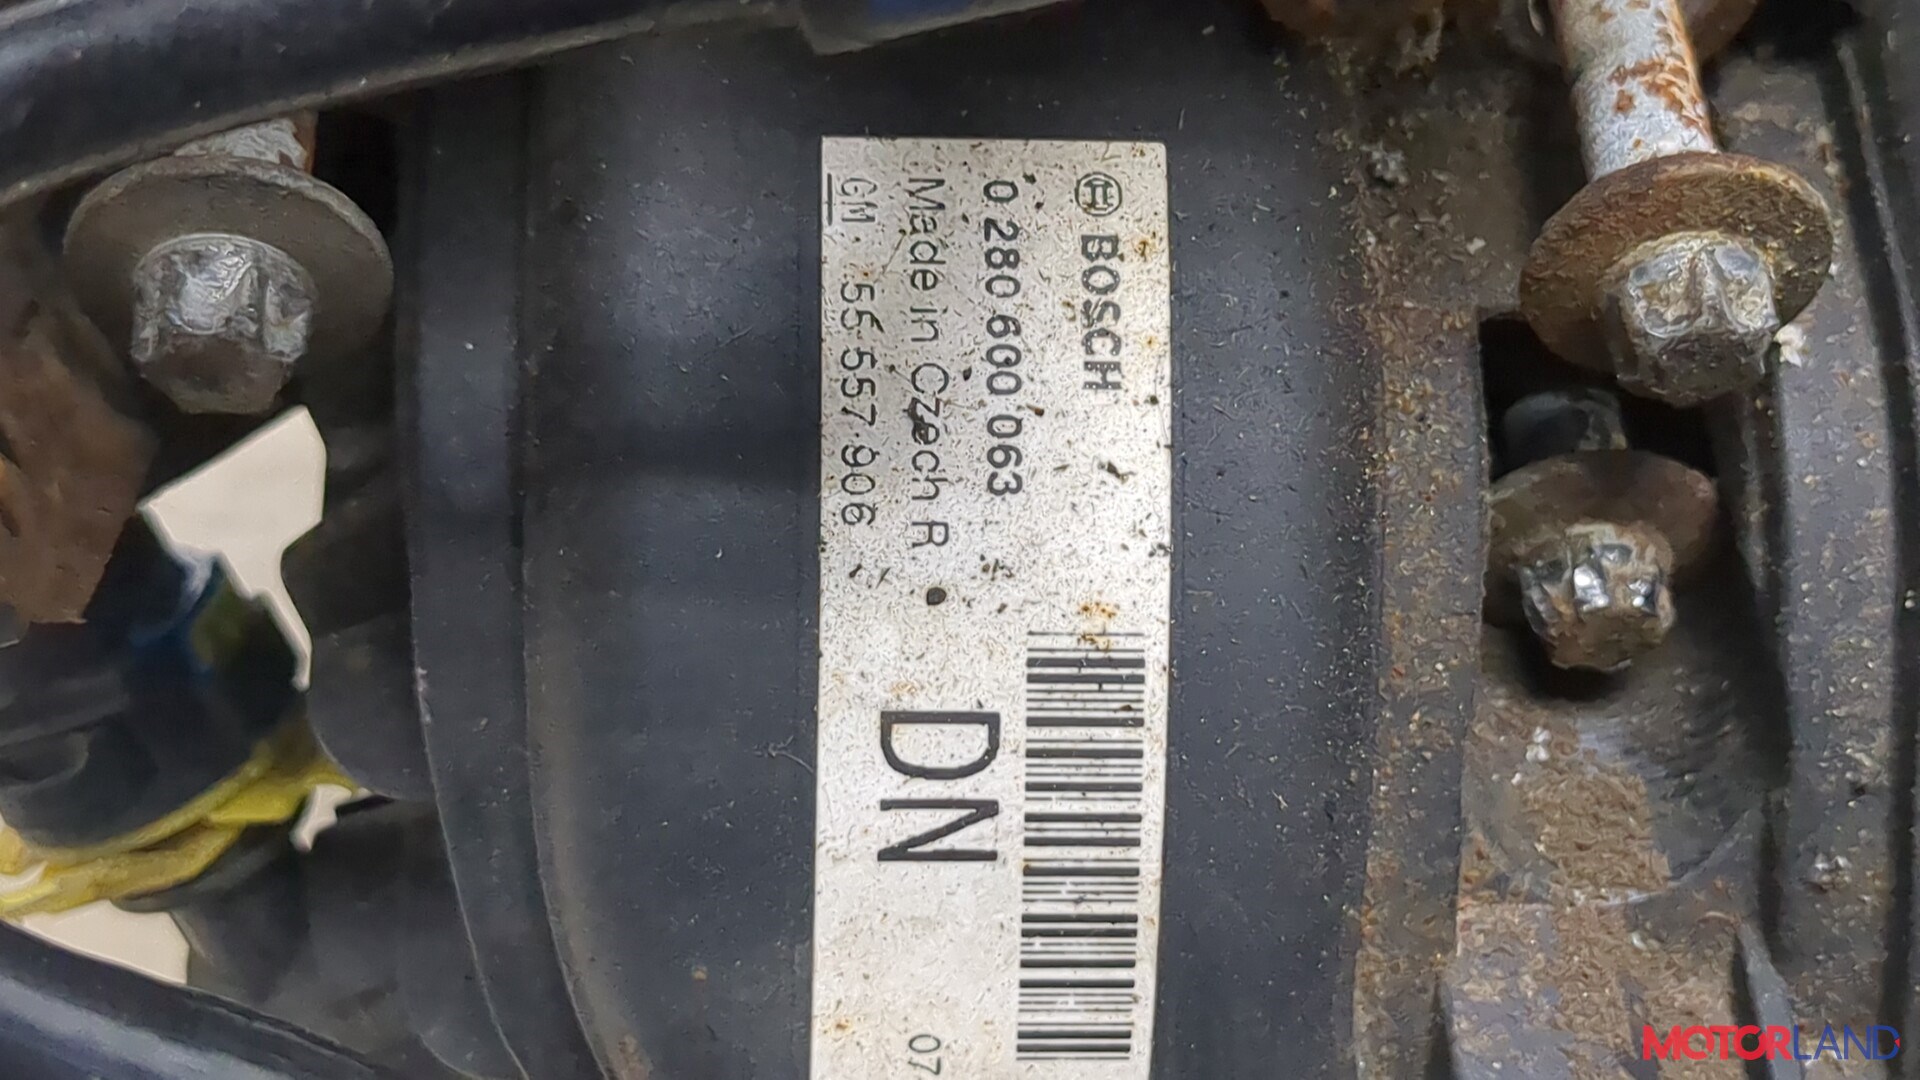 BOSCH
0 280 600 063
Made in Czech R
GM 55 557 906
DN
07
MOTORLAND